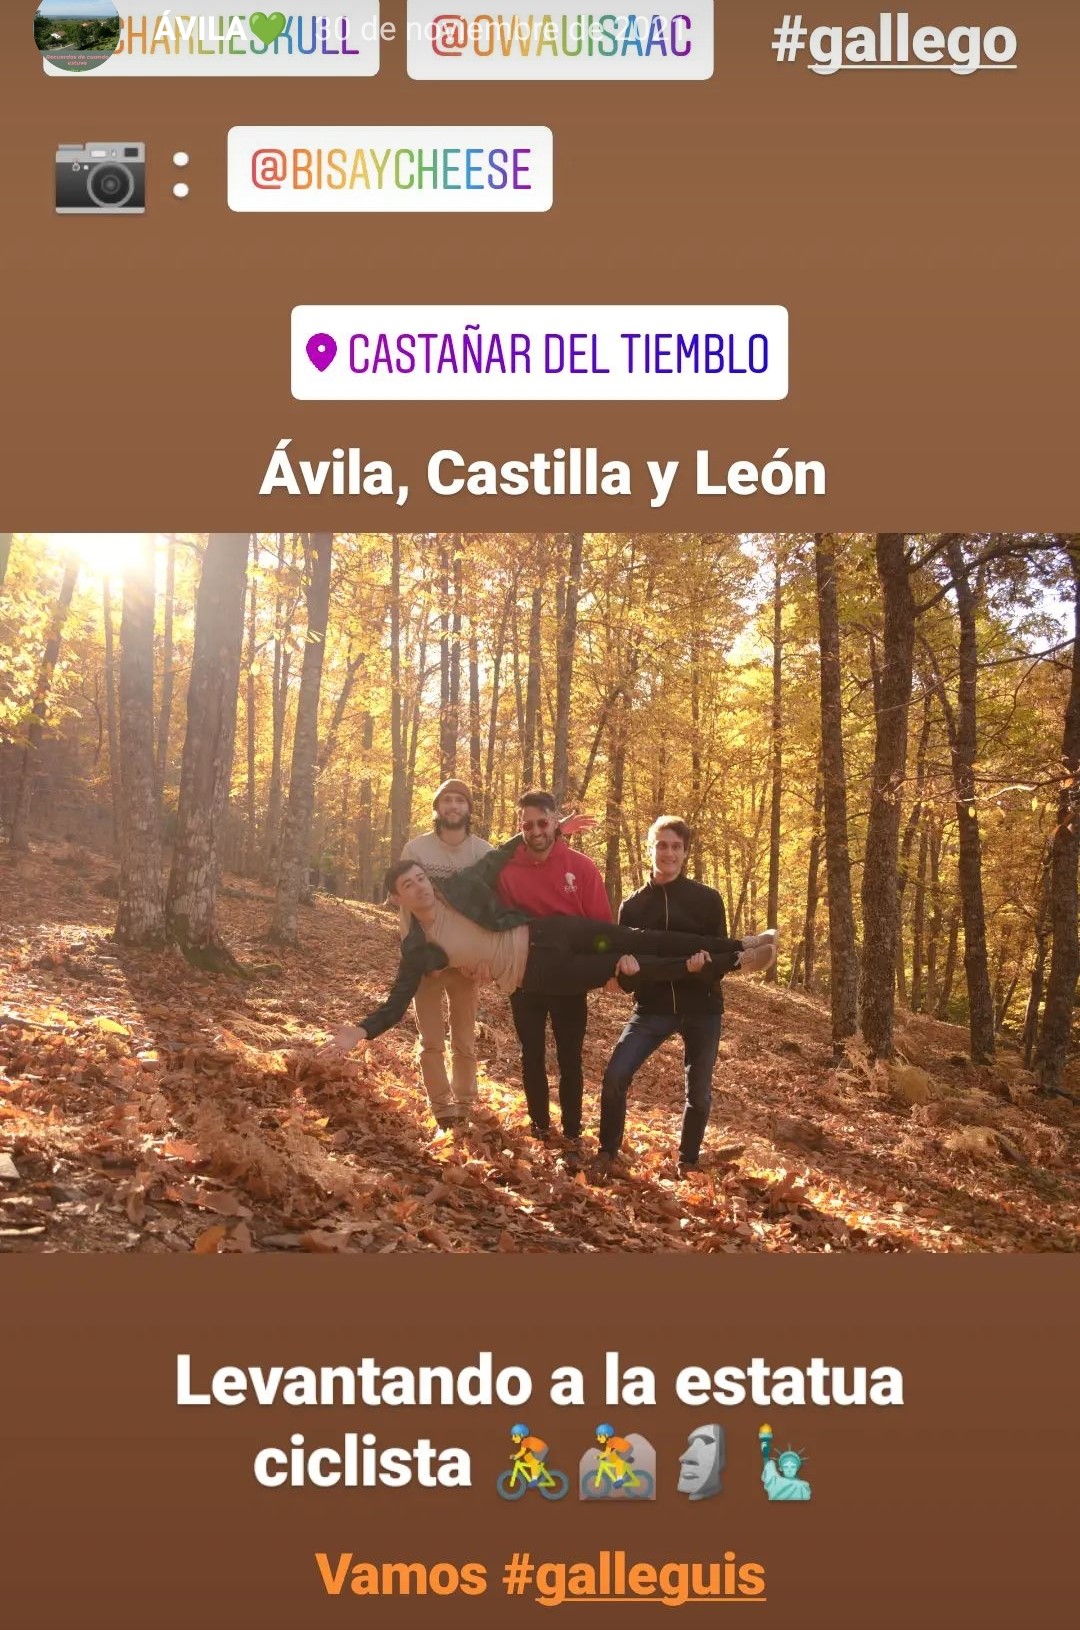 ÁVILA💚 30 de noviembre de 2021
CHARLIESKULL @OWAUISAAC #gallego
📷 : @BISAYCHEESE
CASTAÑAR DEL TIEMBLO
Ávila, Castilla y León
Levantando a la estatua
ciclista 🚴🚵🗿🗽
Vamos #galleguis